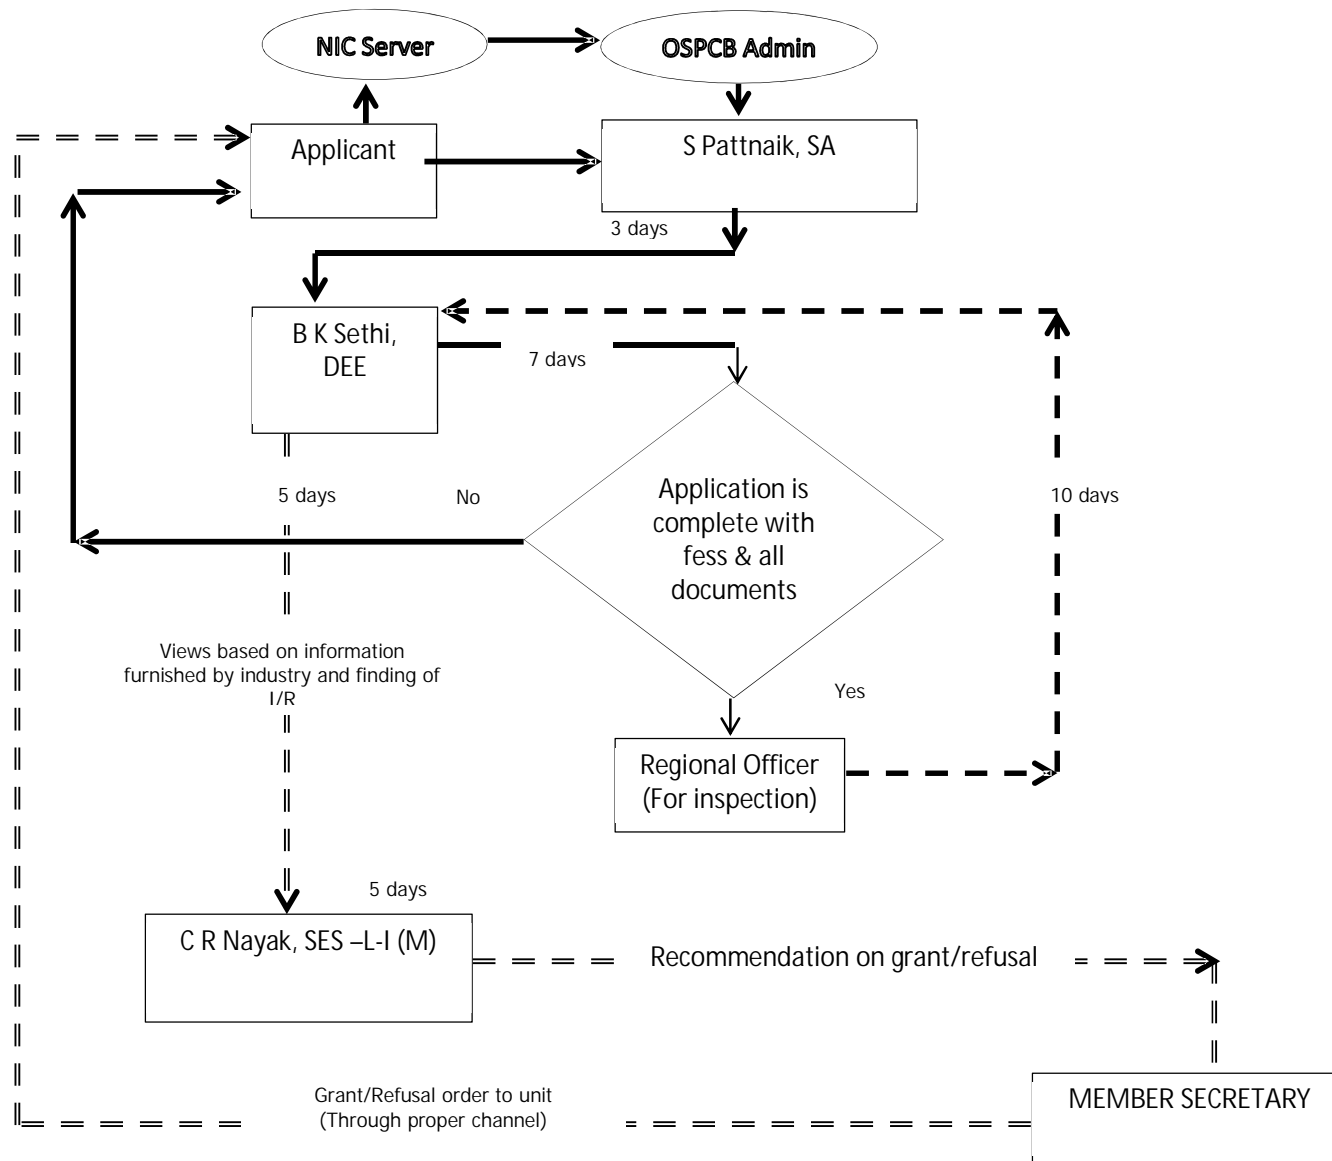 NIC Server
OSPCB Admin
Applicant
S Pattnaik, SA
3 days
B K Sethi,
DEE
7 days
5 days
No
Application is
complete with
fess & all
documents
10 days
Views based on information
furnished by industry and finding of
I/R
Yes
Regional Officer
(For inspection)
5 days
C R Nayak, SES –L-I (M)
Recommendation on grant/refusal
Grant/Refusal order to unit
(Through proper channel)
MEMBER SECRETARY